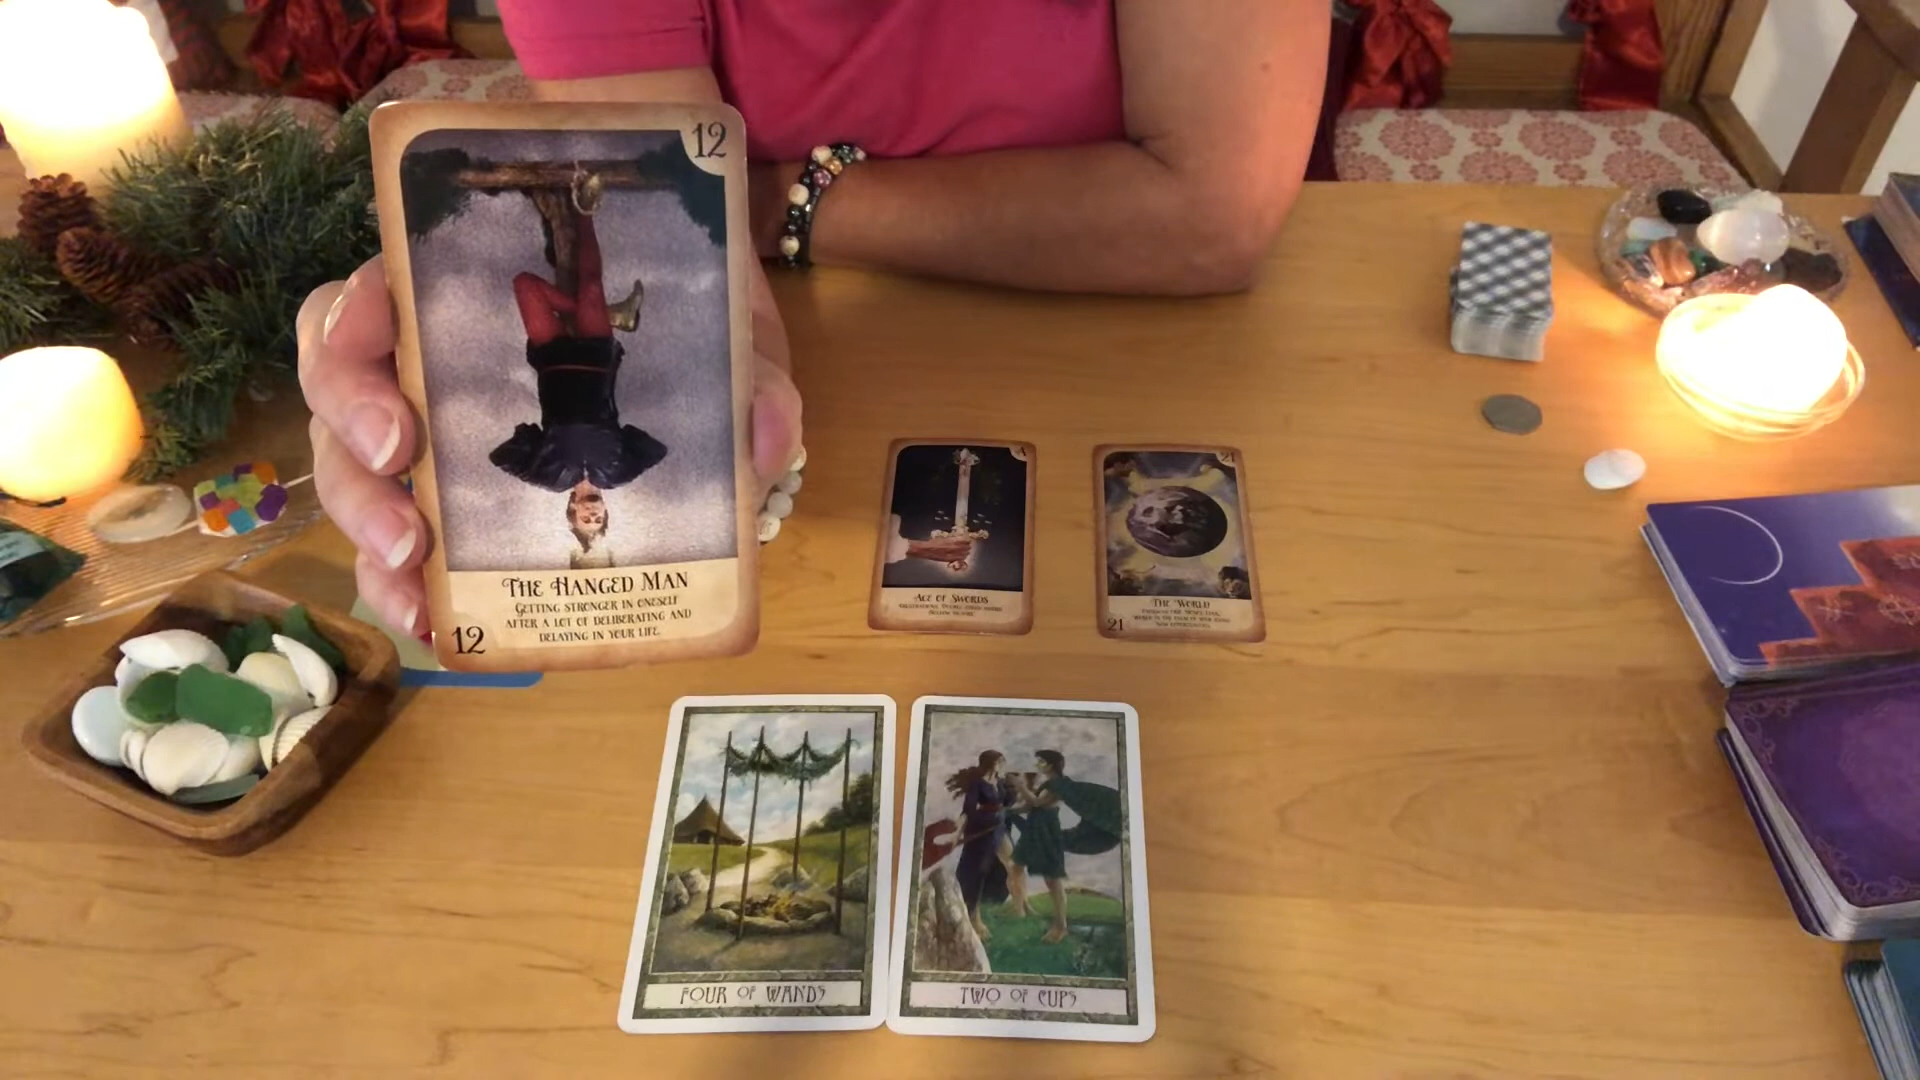 12
THE HANGED MAN
GETTING STRONGER IN ONESELF
AFTER A LOT OF DELIBERATING AND
DELAYING IN YOUR LIFE.
12
A
ACE OF SWORDS
21
THE WORLD
21
FOUR OF WANDS
TWO OF CUPS